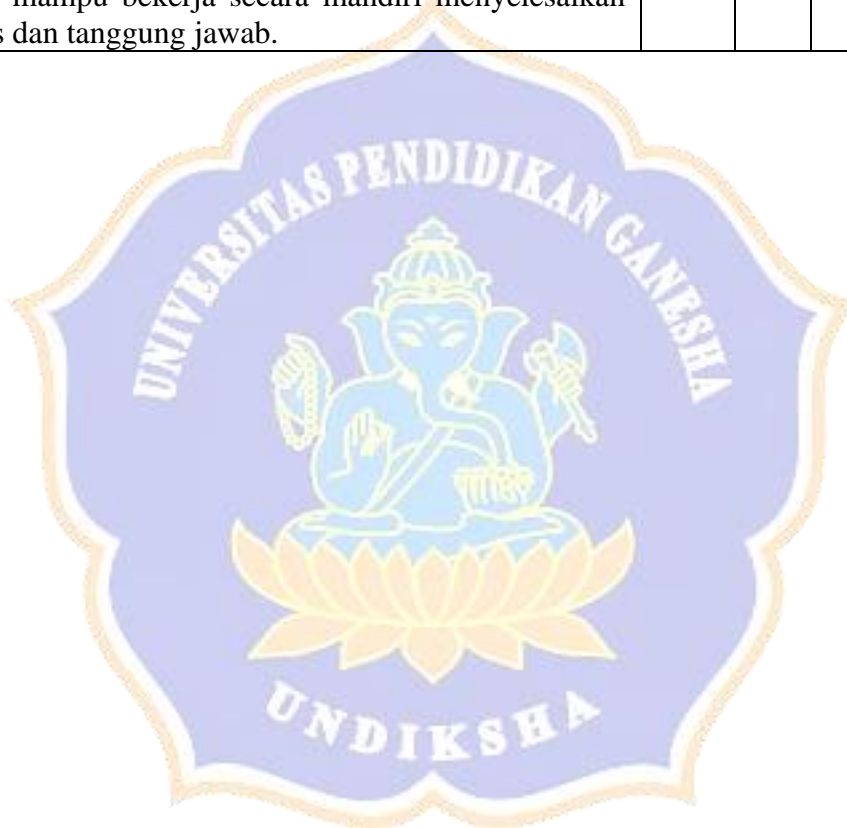 mampu bekerja secara mandiri menyelesaikan
dan tanggung jawab.
UNIVERSITAS PENDIDIKAN GANESHA
UNDIKSHA